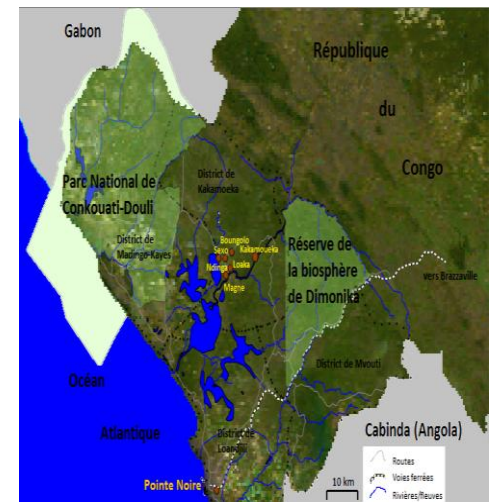 Gabon
République
du
Congo
Parc National de
Conkouati-Douli
District de
Kakamoeka
District de
Madingo-Kayes
Boungolo
Sexo
Kakamoueka
Ndinga
Loaka
Magne
Réserve de
la biosphère
de Dimonika
vers Brazzaville
District de Mvouti
Océan
Atlantique
District de
Loandju
Cabinda (Angola)
Pointe Noire
10 km
Routes
Voies ferrées
Rivières/fleuves